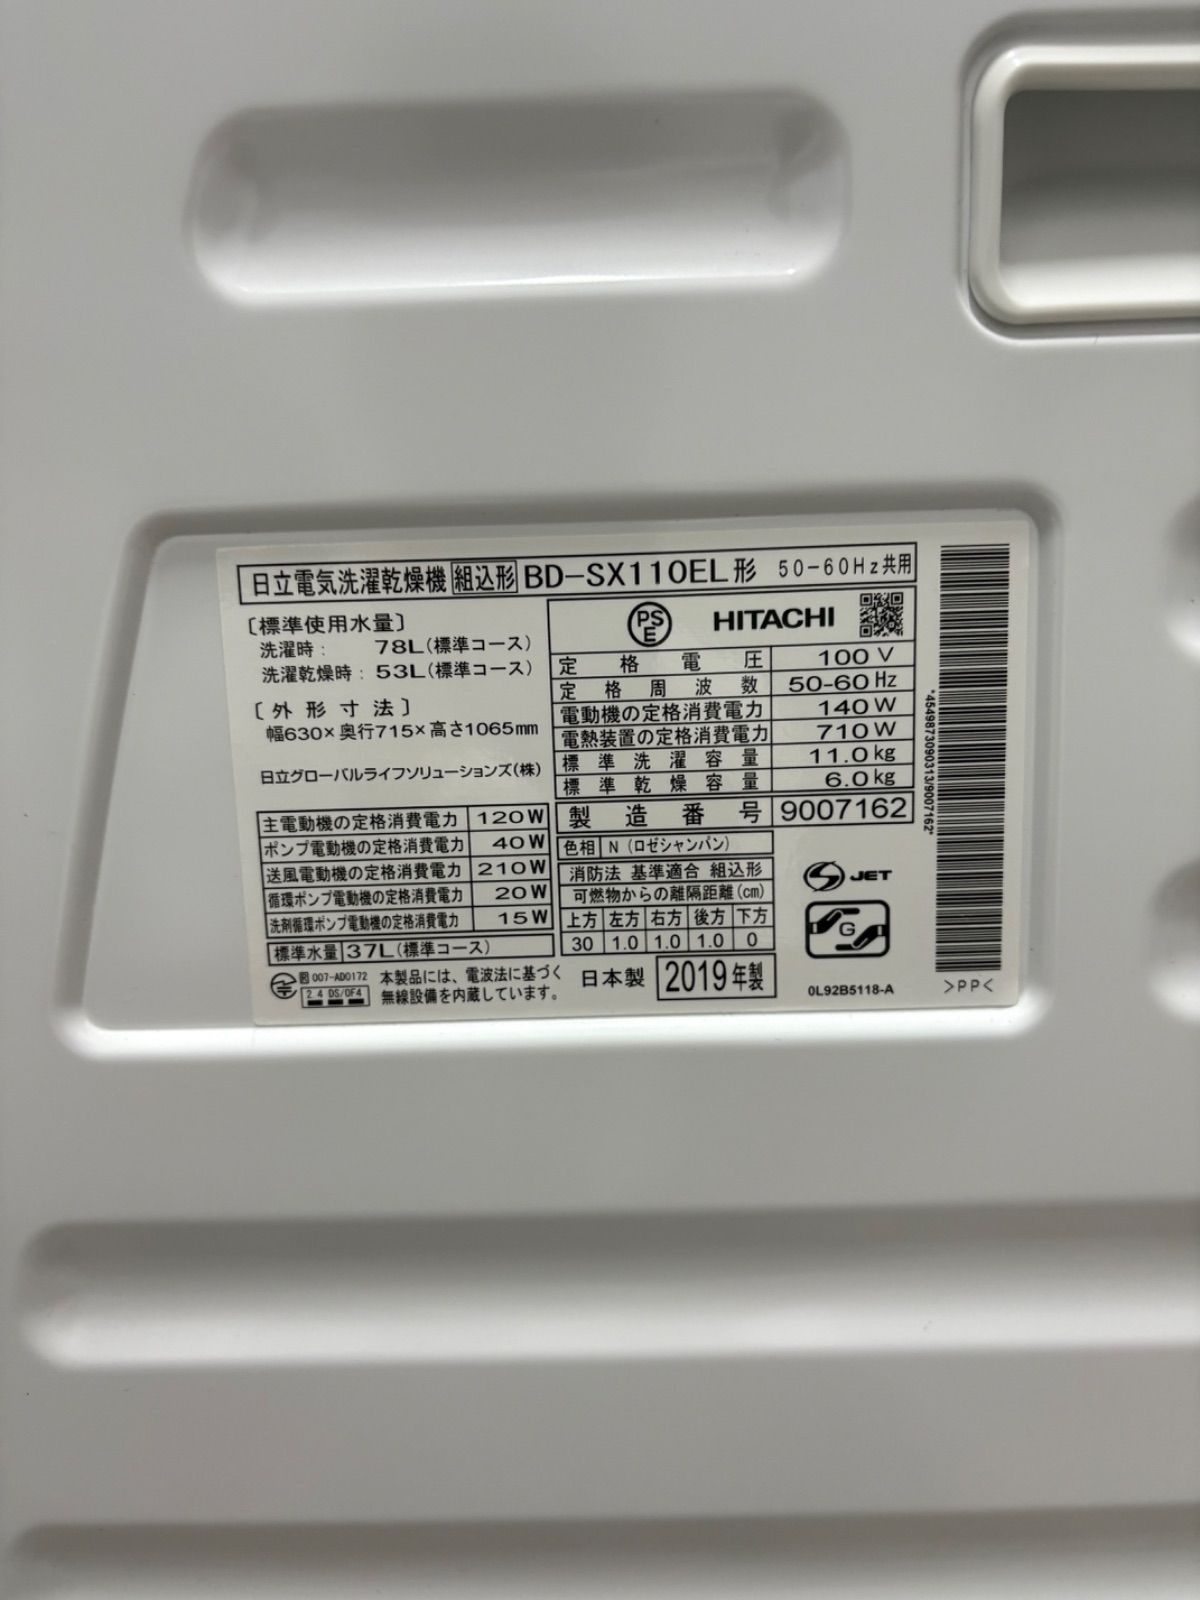 日立電気洗濯乾燥機 組込形 BD-SX110EL形 50-60Hz共用
〔標準使用水量〕
洗濯時： 78L(標準コース)
洗濯乾燥時： 53L(標準コース)
〔外形寸法〕
幅630×奥行715×高さ1065mm
日立グローバルライフソリューションズ(株)
主電動機の定格消費電力 120W
ポンプ電動機の定格消費電力 40W
送風電動機の定格消費電力 210W
循環ポンプ電動機の定格消費電力 20W
洗剤循環ポンプ電動機の定格消費電力 15W
標準水量 37L(標準コース)
007-AD0172
2.4 DS/OF4
本製品には、電波法に基づく
無線設備を内蔵しています。
PSE HITACHI
定格電圧 100V
定格周波数 50-60Hz
電動機の定格消費電力 140W
電熱装置の定格消費電力 710W
標準洗濯容量 11.0kg
標準乾燥容量 6.0kg
製造番号 9007162
色相 N (ロゼシャンパン)
消防法 基準適合 組込形
可燃物からの離隔距離(cm)
上方 左方 右方 後方 下方
30 1.0 1.0 1.0 0
日本製 2019年製
S JET
G
0L92B5118-A
>PP<
*4549873090313/9007162*